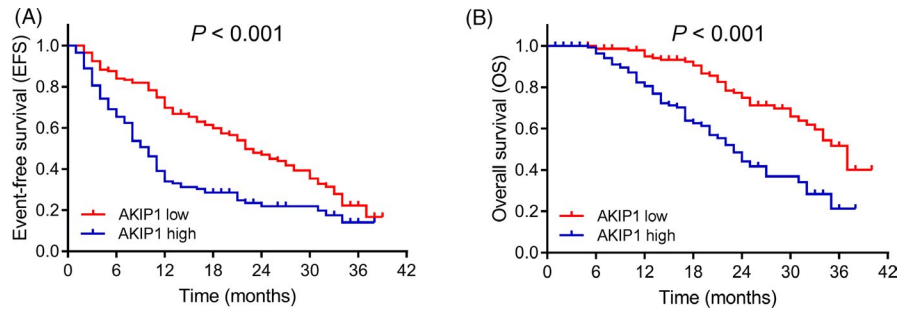 (A)
P < 0.001
Event-free survival (EFS)
1.0
0.8
0.6
0.4
0.2
0.0
AKIP1 low
AKIP1 high
0 6 12 18 24 30 36 42
Time (months)
(B)
P < 0.001
Overall survival (OS)
1.0
0.8
0.6
0.4
0.2
0.0
AKIP1 low
AKIP1 high
0 6 12 18 24 30 36 42
Time (months)